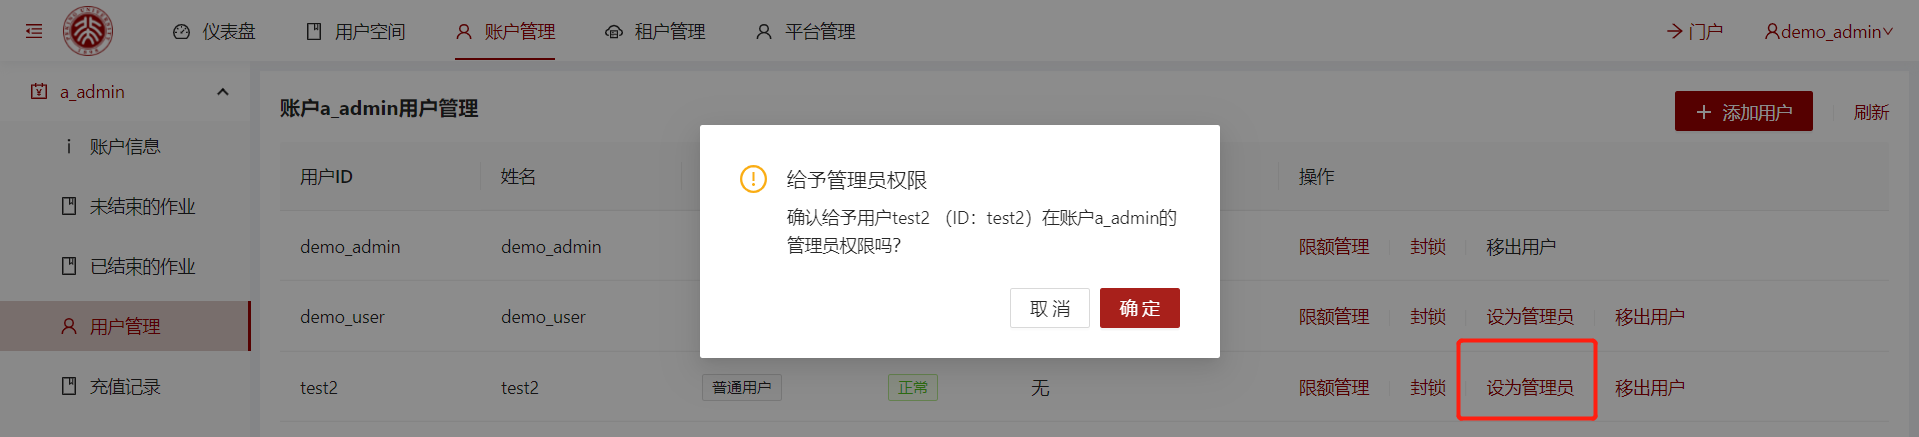 仪表盘 用户空间 账户管理 租户管理 平台管理 门户 demo_admin
a_admin
账户信息
未结束的作业
已结束的作业
用户管理
充值记录
账户a_admin用户管理
添加用户 刷新
用户ID 姓名 操作
demo_admin demo_admin 限额管理 封锁 移出用户
demo_user demo_user 限额管理 封锁 设为管理员 移出用户
test2 test2 普通用户 正常 无 限额管理 封锁 设为管理员 移出用户
给予管理员权限
确认给予用户test2 （ID：test2）在账户a_admin的
管理员权限吗？
取消 确定